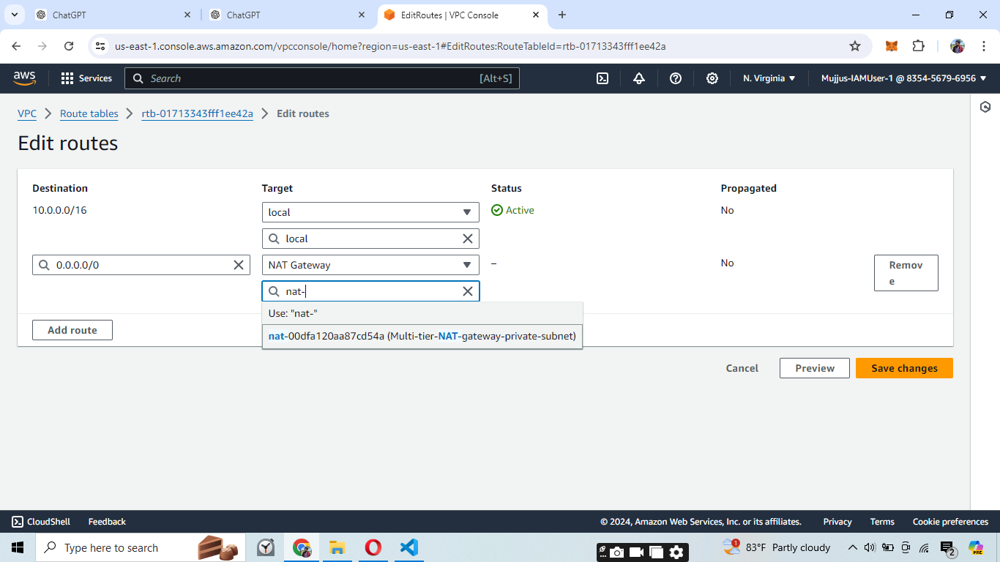 ChatGPT
ChatGPT
EditRoutes | VPC Console
us-east-1.console.aws.amazon.com/vpcconsole/home?region=us-east-1#EditRoutes:RouteTableId=rtb-01713343fff1ee42a
aws
Services
Search
[Alt+S]
N. Virginia
Mujjus-IAMUser-1 @ 8354-5679-6956
VPC
Route tables
rtb-01713343fff1ee42a
Edit routes
Edit routes
Destination
Target
Status
Propagated
10.0.0.0/16
local
Active
No
local
0.0.0.0/0
NAT Gateway
–
No
Remov
e
nat-
Use: "nat-"
nat-00dfa120aa87cd54a (Multi-tier-NAT-gateway-private-subnet)
Add route
Cancel
Preview
Save changes
CloudShell
Feedback
© 2024, Amazon Web Services, Inc. or its affiliates.
Privacy
Terms
Cookie preferences
Type here to search
1
83°F Partly cloudy
2
PRE